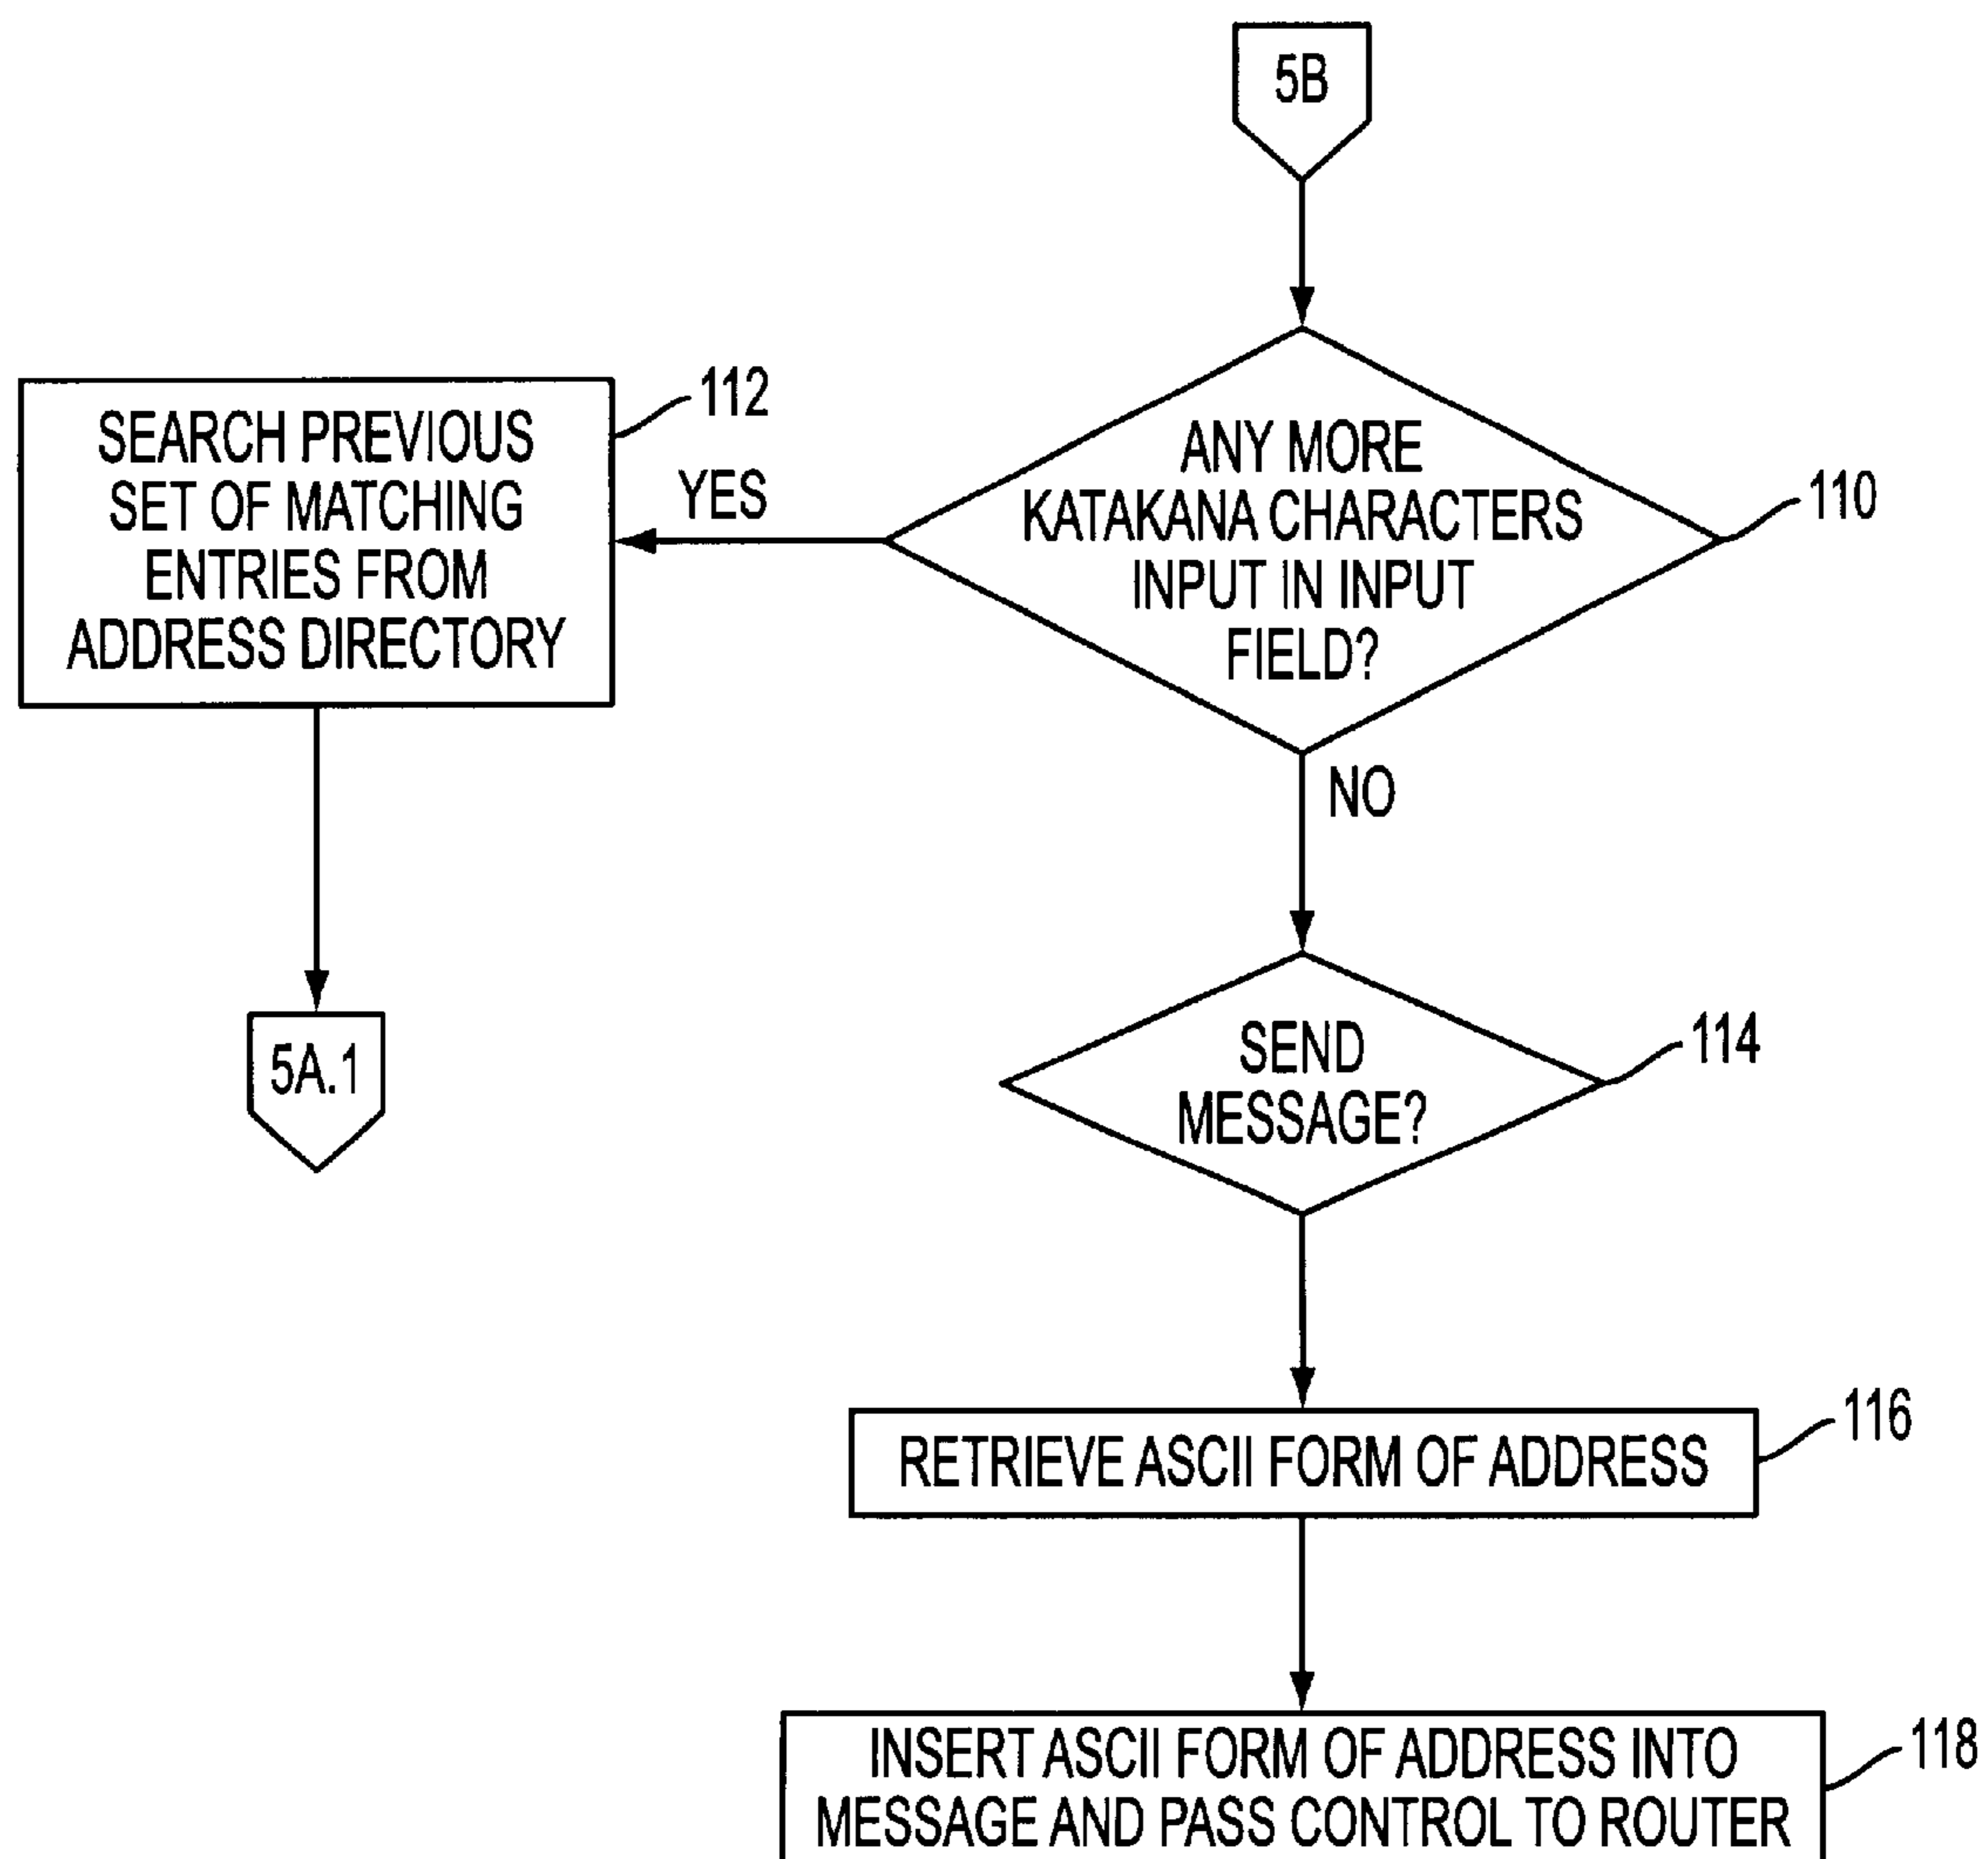 5B
112
SEARCH PREVIOUS
SET OF MATCHING
ENTRIES FROM
ADDRESS DIRECTORY
YES
ANY MORE
KATAKANA CHARACTERS
INPUT IN INPUT
FIELD?
110
NO
5A.1
SEND
MESSAGE?
114
RETRIEVE ASCII FORM OF ADDRESS
116
INSERT ASCII FORM OF ADDRESS INTO
MESSAGE AND PASS CONTROL TO ROUTER
118